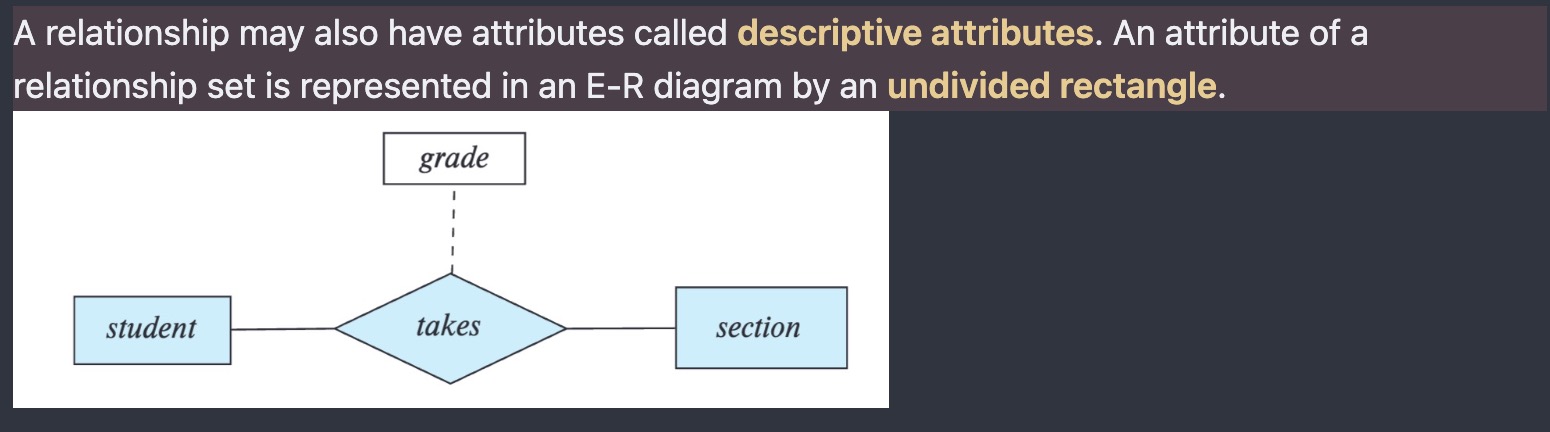 A relationship may also have attributes called descriptive attributes. An attribute of a
relationship set is represented in an E-R diagram by an undivided rectangle.
grade
student
takes
section